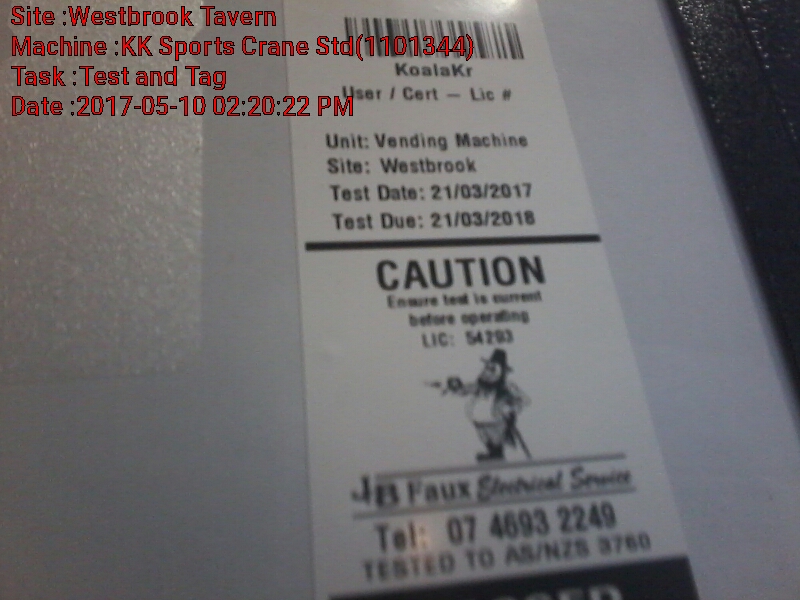 Site :Westbrook Tavern
Machine :KK Sports Crane Std(1101344)
Task :Test and Tag
Date :2017-05-10 02:20:22 PM
KoalaKr
User / Cert – Lic #
Unit: Vending Machine
Site: Westbrook
Test Date: 21/03/2017
Test Due: 21/03/2018
CAUTION
Ensure test is current
before operating
LIC: 54293
JB Faux Electrical Service
Tel: 07 4693 2249
TESTED TO AS/NZS 3760